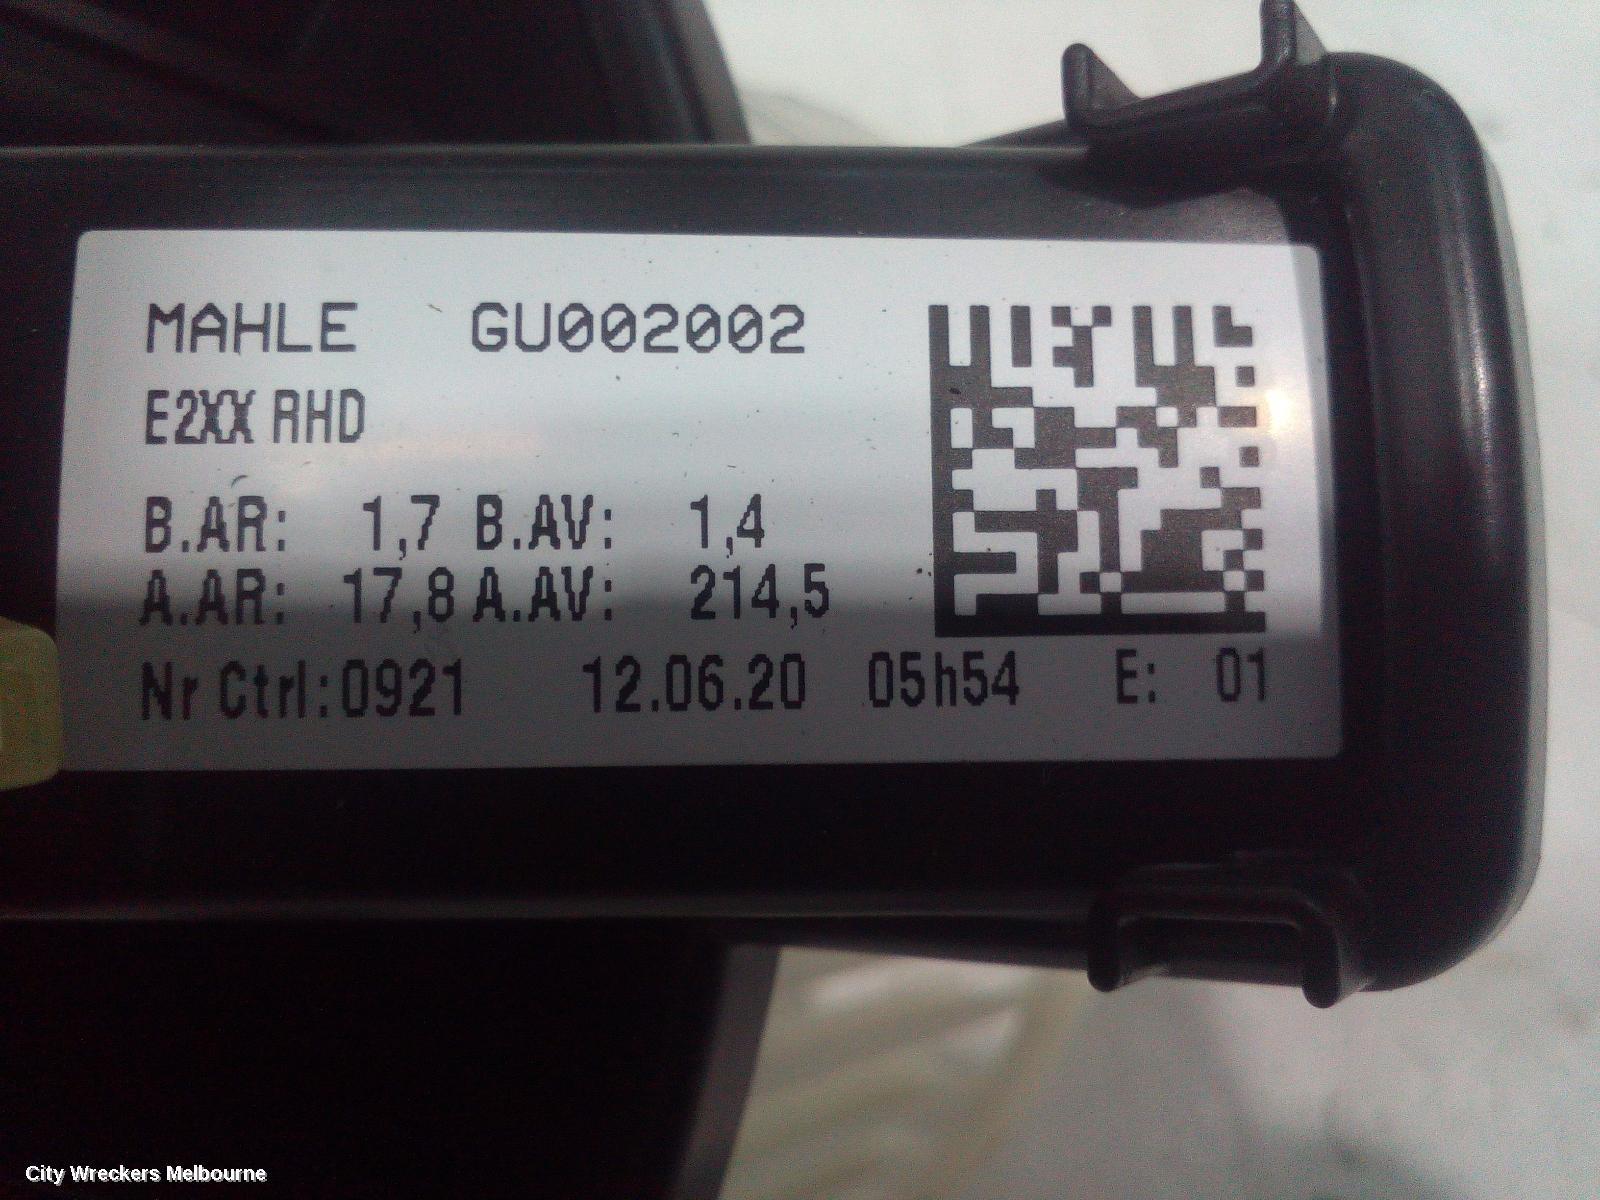 MAHLE GU002002
E2XX RHD
B.AR: 1,7 B.AV: 1,4
A.AR: 17,8 A.AV: 214,5
Nr Ctrl:0921 12.06.20 05h54 E: 01
City Wreckers Melbourne